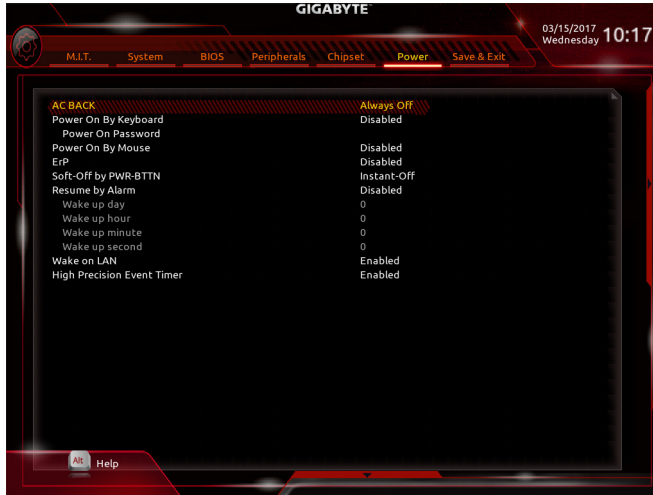 GIGABYTE™
03/15/2017
Wednesday 10:17
M.I.T. System BIOS Peripherals Chipset Power Save & Exit
AC BACK Always Off
Power On By Keyboard Disabled
Power On Password
Power On By Mouse Disabled
ErP Disabled
Soft-Off by PWR-BTTN Instant-Off
Resume by Alarm Disabled
Wake up day 0
Wake up hour 0
Wake up minute 0
Wake up second 0
Wake on LAN Enabled
High Precision Event Timer Enabled
Alt Help